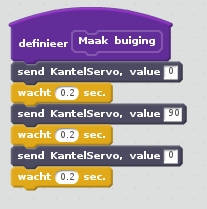 definieer Maak buiging
send KantelServo, value 0
wacht 0.2 sec.
send KantelServo, value 90
wacht 0.2 sec.
send KantelServo, value 0
wacht 0.2 sec.